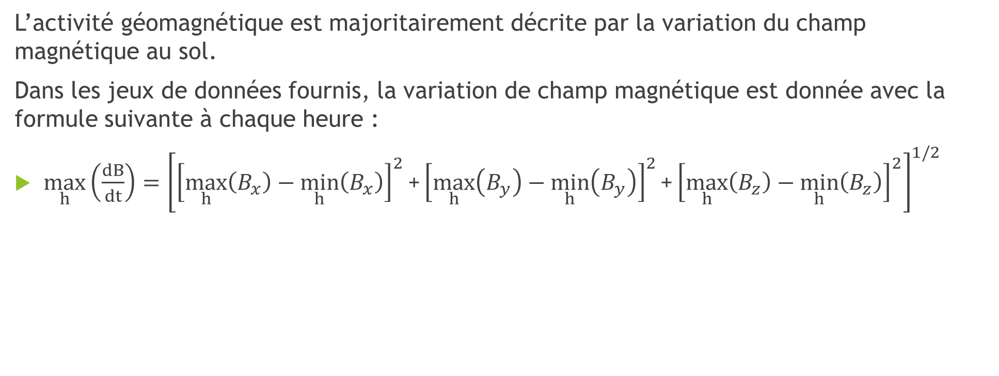 L’activité géomagnétique est majoritairement décrite par la variation du champ
magnétique au sol.
Dans les jeux de données fournis, la variation de champ magnétique est donnée avec la
formule suivante à chaque heure :
▶ $\max_{\mathrm{h}}\left(\frac{\mathrm{dB}}{\mathrm{dt}}\right) = \left[\left[\max_{\mathrm{h}}(B_x) - \min_{\mathrm{h}}(B_x)\right]^2 + \left[\max_{\mathrm{h}}(B_y) - \min_{\mathrm{h}}(B_y)\right]^2 + \left[\max_{\mathrm{h}}(B_z) - \min_{\mathrm{h}}(B_z)\right]^2\right]^{1/2}$